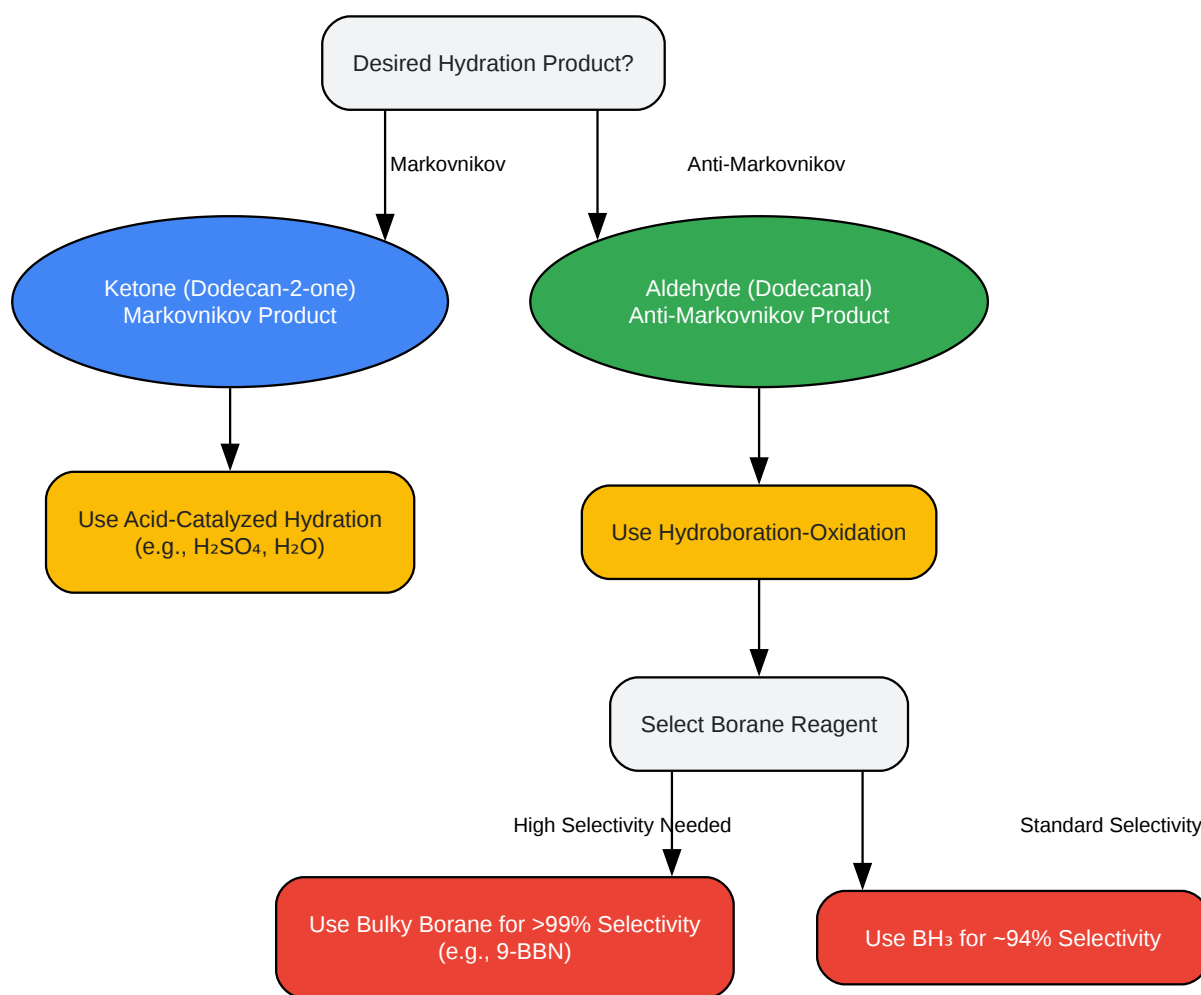 Desired Hydration Product?
Markovnikov
Anti-Markovnikov
Ketone (Dodecan-2-one)
Markovnikov Product
Aldehyde (Dodecanal)
Anti-Markovnikov Product
Use Acid-Catalyzed Hydration
(e.g., H₂SO₄, H₂O)
Use Hydroboration-Oxidation
Select Borane Reagent
High Selectivity Needed
Standard Selectivity
Use Bulky Borane for >99% Selectivity
(e.g., 9-BBN)
Use BH₃ for ~94% Selectivity